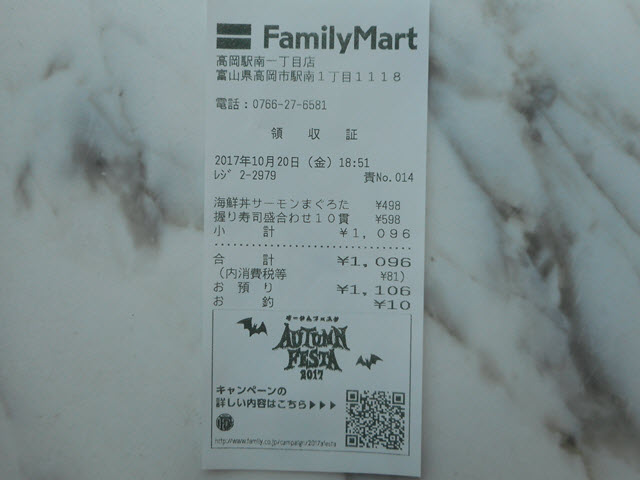 FamilyMart
高岡駅南一丁目店
富山県高岡市駅南1丁目1118
電話:0766-27-6581
領 収 証
2017年10月20日(金) 18:51
レジ 2-2979 責No.014
海鮮丼サーモンまぐろた ¥498
握り寿司盛合わせ10貫 ¥598
小 計 ¥1,096
合 計 ¥1,096
(内消費税等 ¥81)
お 預 り ¥1,106
お 釣 ¥10
オータムフェスタ
AUTUMN
FESTA
2017
キャンペーンの
詳しい内容はこちら▶▶▶
http://www.family.co.jp/campaign/2017afesta